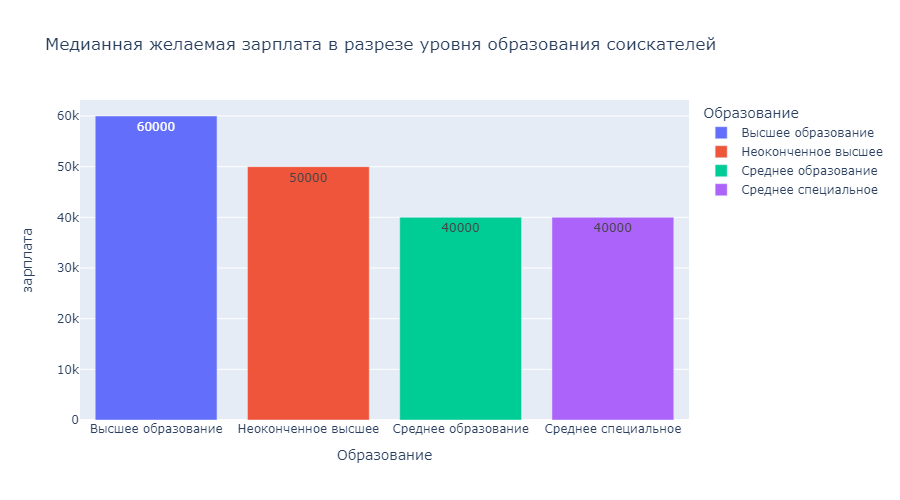 Медианная желаемая зарплата в разрезе уровня образования соискателей
зарплата
60k
50k
40k
30k
20k
10k
0
60000
50000
40000
40000
Высшее образование
Неоконченное высшее
Среднее образование
Среднее специальное
Образование
Образование
Высшее образование
Неоконченное высшее
Среднее образование
Среднее специальное